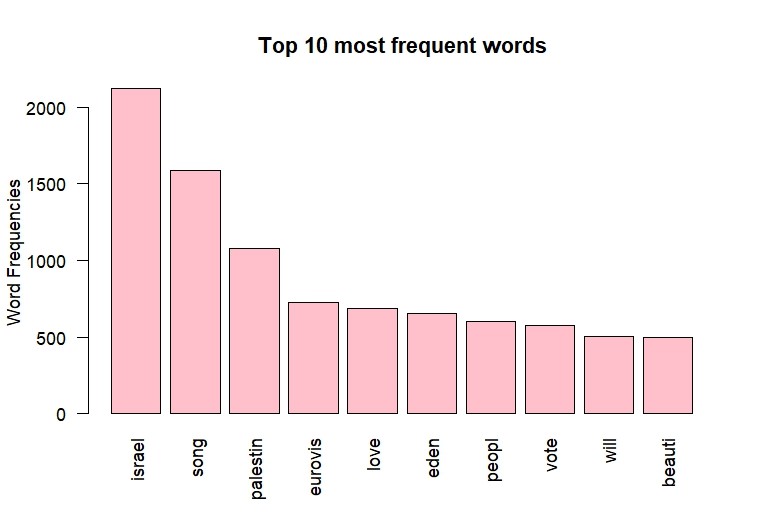 Top 10 most frequent words
Word Frequencies
2000
1500
1000
500
0
israel
song
palestin
eurovis
love
eden
peopl
vote
will
beauti